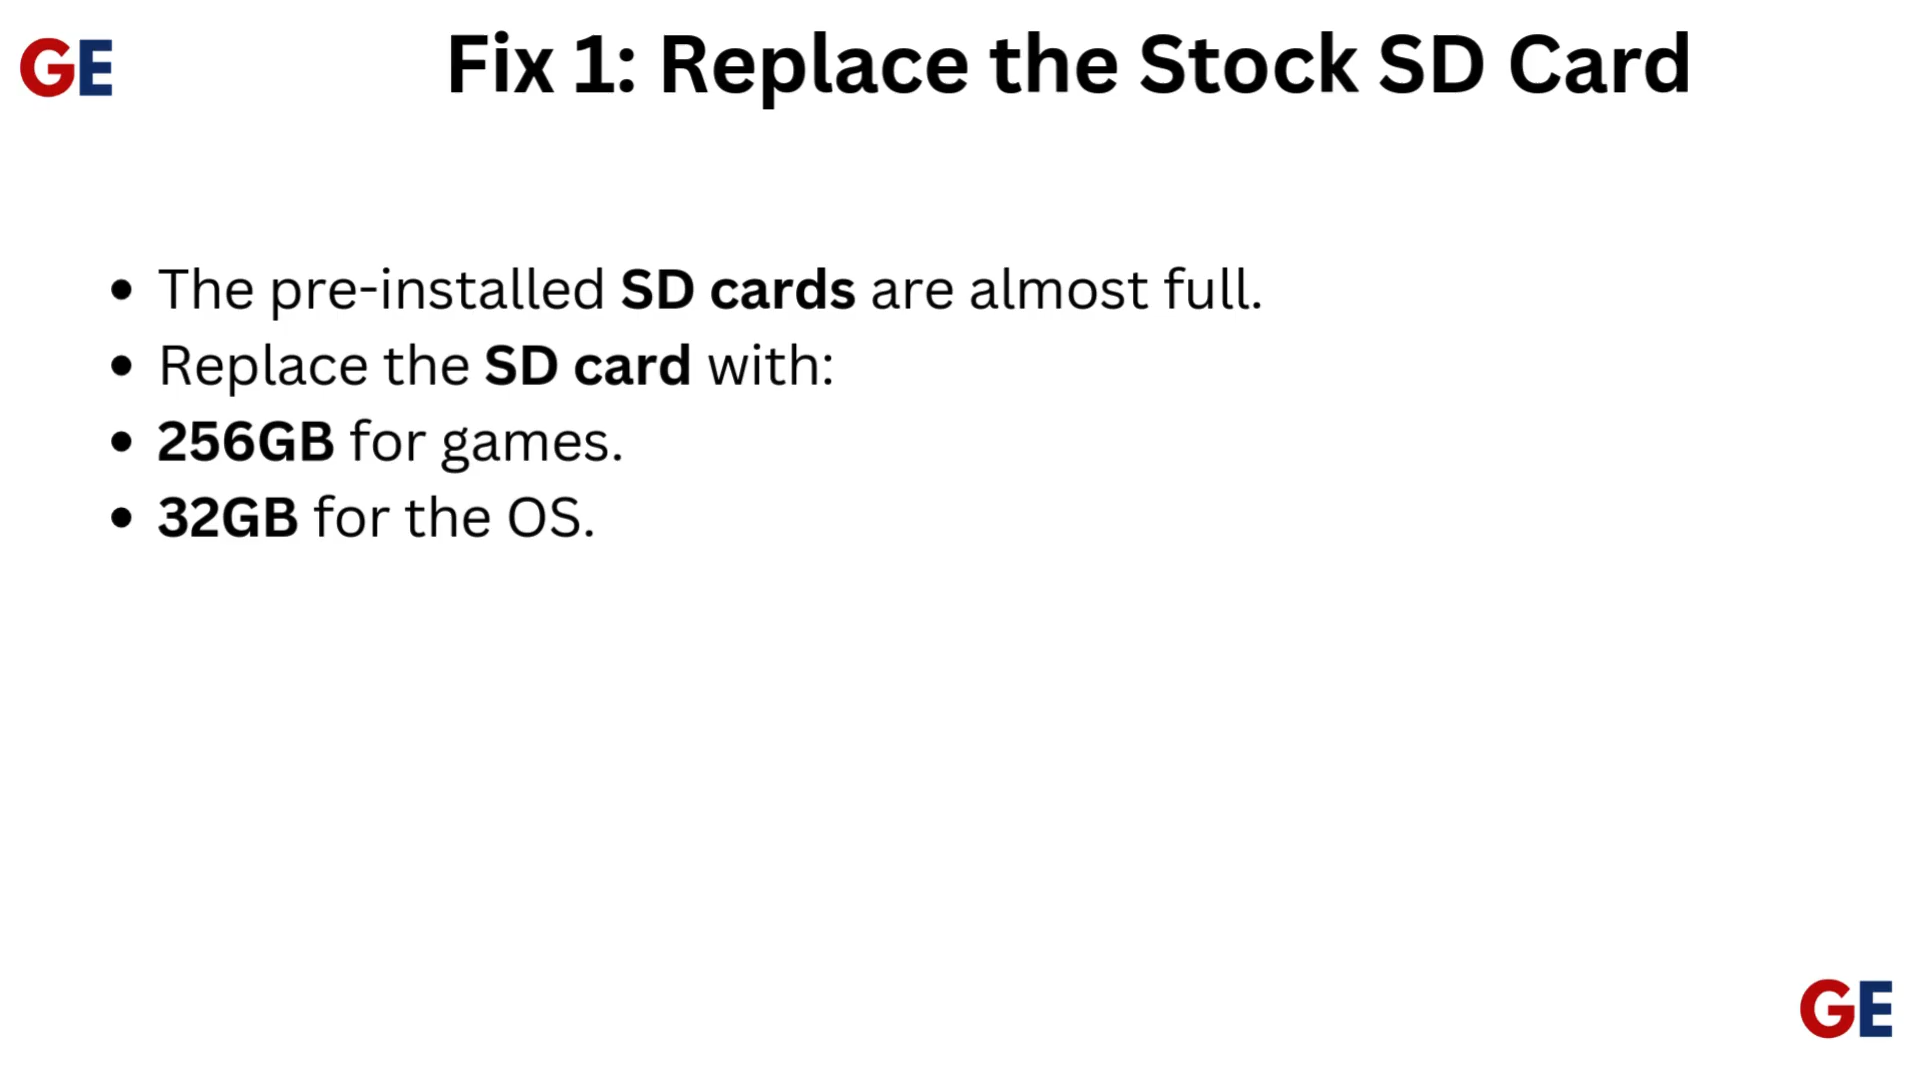 GE
Fix 1: Replace the Stock SD Card
• The pre-installed SD cards are almost full.
• Replace the SD card with:
• 256GB for games.
• 32GB for the OS.
GE